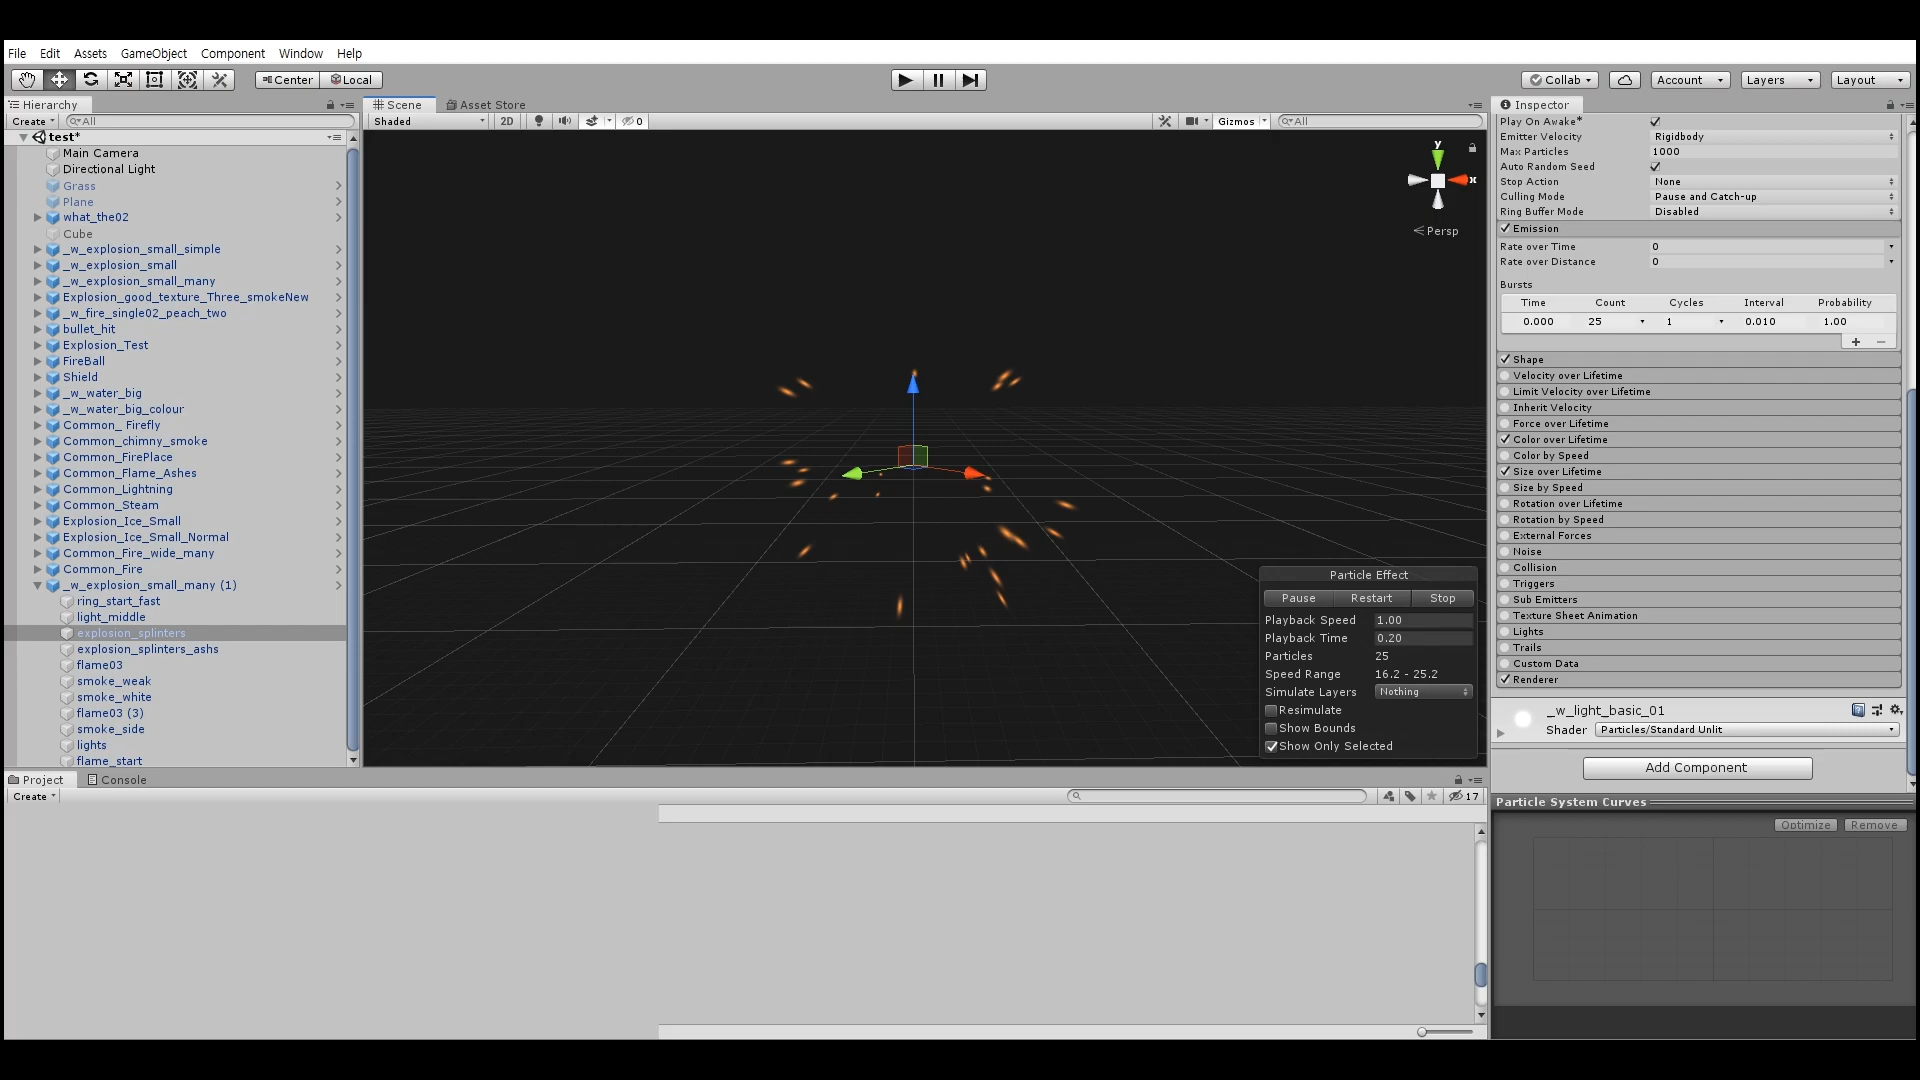 File Edit Assets GameObject Component Window Help
Center Local
Collab Account Layers Layout
Hierarchy
Create All
test*
Main Camera
Directional Light
Grass
Plane
what_the02
Cube
_w_explosion_small_simple
_w_explosion_small
_w_explosion_small_many
Explosion_good_texture_Three_smokeNew
_w_fire_single02_peach_two
bullet_hit
Explosion_Test
FireBall
Shield
_w_water_big
_w_water_big_colour
Common_ Firefly
Common_chimny_smoke
Common_FirePlace
Common_Flame_Ashes
Common_Lightning
Common_Steam
Explosion_Ice_Small
Explosion_Ice_Small_Normal
Common_Fire_wide_many
Common_Fire
_w_explosion_small_many (1)
ring_start_fast
light_middle
explosion_splinters
explosion_splinters_ashs
flame03
smoke_weak
smoke_white
flame03 (3)
smoke_side
lights
flame_start
Scene Asset Store
Shaded 2D 0 Gizmos All
y
x
Persp
Particle Effect
Pause Restart Stop
Playback Speed 1.00
Playback Time 0.20
Particles 25
Speed Range 16.2 - 25.2
Simulate Layers Nothing
Resimulate
Show Bounds
Show Only Selected
Inspector
Play On Awake*
Emitter Velocity Rigidbody
Max Particles 1000
Auto Random Seed
Stop Action None
Culling Mode Pause and Catch-up
Ring Buffer Mode Disabled
Emission
Rate over Time 0
Rate over Distance 0
Bursts
Time Count Cycles Interval Probability
0.000 25 1 0.010 1.00
Shape
Velocity over Lifetime
Limit Velocity over Lifetime
Inherit Velocity
Force over Lifetime
Color over Lifetime
Color by Speed
Size over Lifetime
Size by Speed
Rotation over Lifetime
Rotation by Speed
External Forces
Noise
Collision
Triggers
Sub Emitters
Texture Sheet Animation
Lights
Trails
Custom Data
Renderer
_w_light_basic_01
Shader Particles/Standard Unlit
Add Component
Particle System Curves
Optimize Remove
Project Console
Create 17